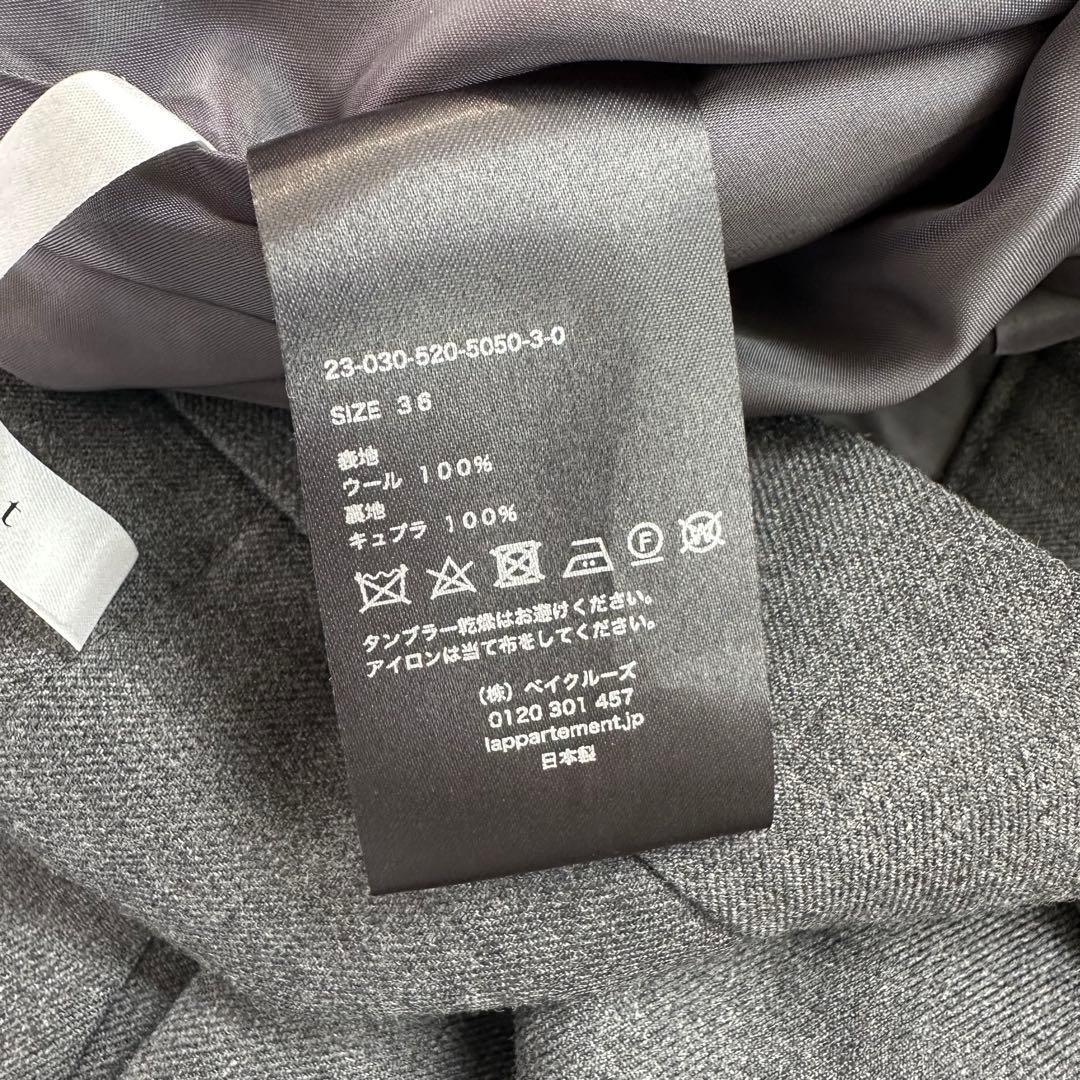 23-030-520-5050-3-0
SIZE 36
表地
ウール 100%
裏地
キュプラ 100%
F
W
タンブラー乾燥はお避けください。
アイロンは当て布をしてください。
(株) ベイクルーズ
0120 301 457
lappartement.jp
日本製
t